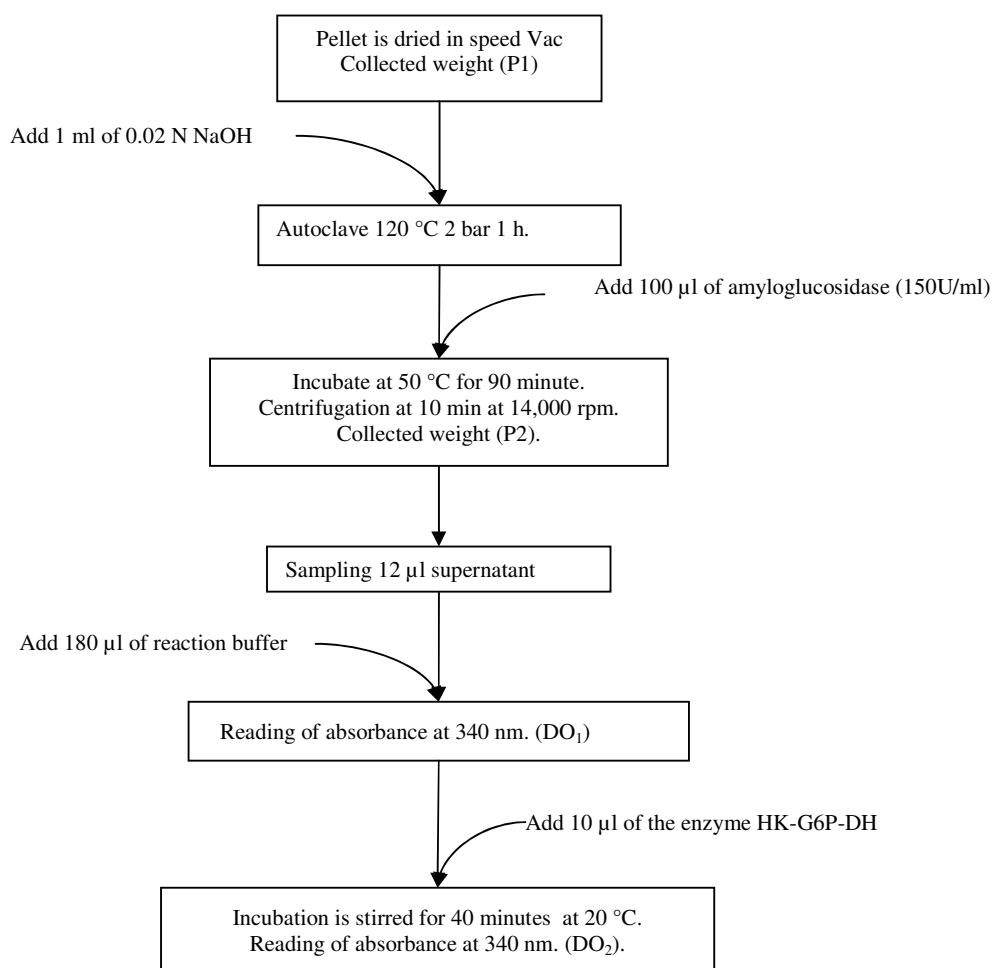 Pellet is dried in speed Vac
Collected weight (P1)
Add 1 ml of 0.02 N NaOH
Autoclave 120 °C 2 bar 1 h.
Add 100 µl of amyloglucosidase (150U/ml)
Incubate at 50 °C for 90 minute.
Centrifugation at 10 min at 14,000 rpm.
Collected weight (P2).
Sampling 12 µl supernatant
Add 180 µl of reaction buffer
Reading of absorbance at 340 nm. (DO₁)
Add 10 µl of the enzyme HK-G6P-DH
Incubation is stirred for 40 minutes at 20 °C.
Reading of absorbance at 340 nm. (DO₂).